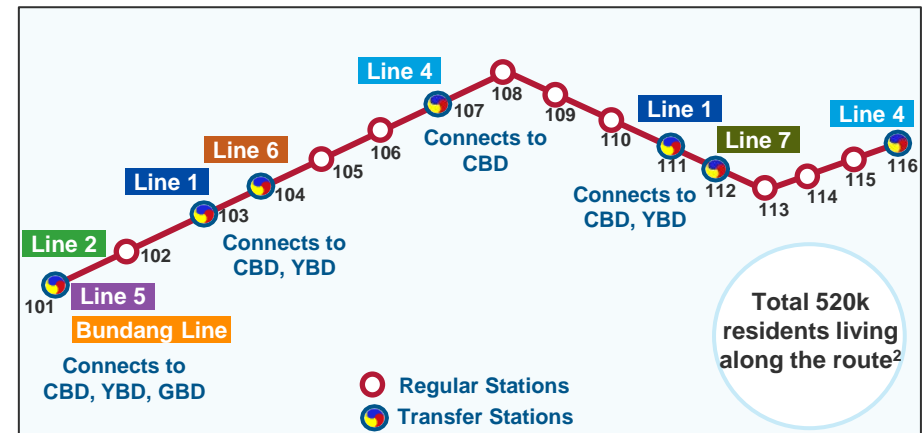 Line 4
108
107
109
Line 6
106
Connects to
CBD
110
Line 1
Line 4
105
Line 7
Line 1
104
111
112
116
103
Connects to
CBD, YBD
Connects to
CBD, YBD
113
114
115
Line 2
102
101
Line 5
Bundang Line
Connects to
CBD, YBD, GBD
Total 520k
residents living
along the route2
Regular Stations
Transfer Stations